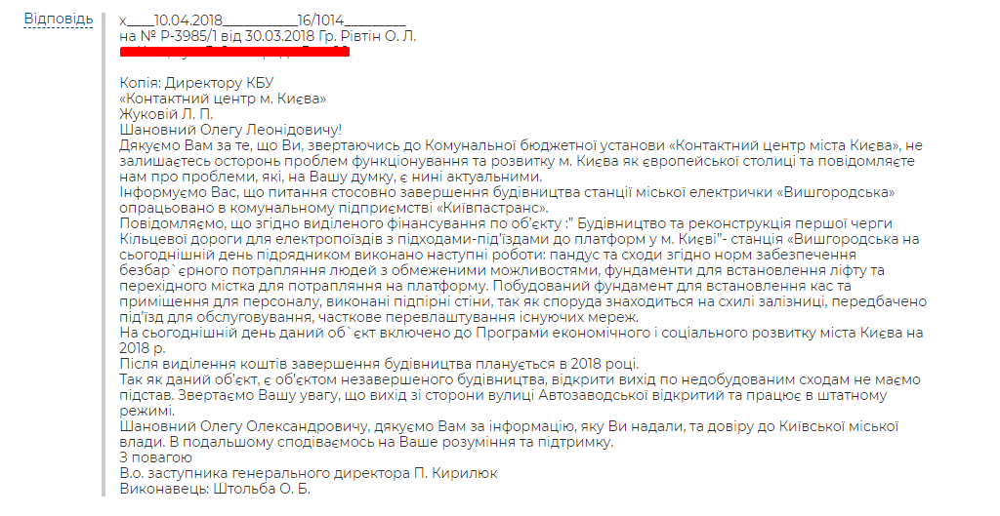 Відповідь
х____10.04.2018___________16/1014_________
на № Р-3985/1 від 30.03.2018 Гр. Рівтін О. Л.
Копія: Директору КБУ
«Контактний центр м. Києва»
Жуковій Л. П.
Шановний Олегу Леонідовичу!
Дякуємо Вам за те, що Ви, звертаючись до Комунальної бюджетної установи «Контактний центр міста Києва», не
залишаєтесь осторонь проблем функціонування та розвитку м. Києва як європейської столиці та повідомляєте
нам про проблеми, які, на Вашу думку, є нині актуальними.
Інформуємо Вас, що питання стосовно завершення будівництва станції міської електрички «Вишгородська»
опрацьовано в комунальному підприємстві «Київпастранс».
Повідомляємо, що згідно виділеного фінансування по об’єкту :” Будівництво та реконструкція першої черги
Кільцевої дороги для електропоїздів з підходами-під’їздами до платформ у м. Києві”- станція «Вишгородська на
сьогоднішній день підрядником виконано наступні роботи: пандус та сходи згідно норм забезпечення
безбар`єрного потрапляння людей з обмеженими можливостями, фундаменти для встановлення ліфту та
перехідного містка для потрапляння на платформу. Побудований фундамент для встановлення кас та
приміщення для персоналу, виконані підпірні стіни, так як споруда знаходиться на схилі залізниці, передбачено
під’їзд для обслуговування, часткове перевлаштування існуючих мереж.
На сьогоднішній день даний об`єкт включено до Програми економічного і соціального розвитку міста Києва на
2018 р.
Після виділення коштів завершення будівництва планується в 2018 році.
Так як даний об’єкт, є об’єктом незавершеного будівництва, відкрити вихід по недобудованим сходам не маємо
підстав. Звертаємо Вашу увагу, що вихід зі сторони вулиці Автозаводської відкритий та працює в штатному
режимі.
Шановний Олегу Олександровичу, дякуємо Вам за інформацію, яку Ви надали, та довіру до Київської міської
влади. В подальшому сподіваємось на Ваше розуміння та підтримку.
З повагою
В.о. заступника генерального директора П. Кирилюк
Виконавець: Штольба О. Б.